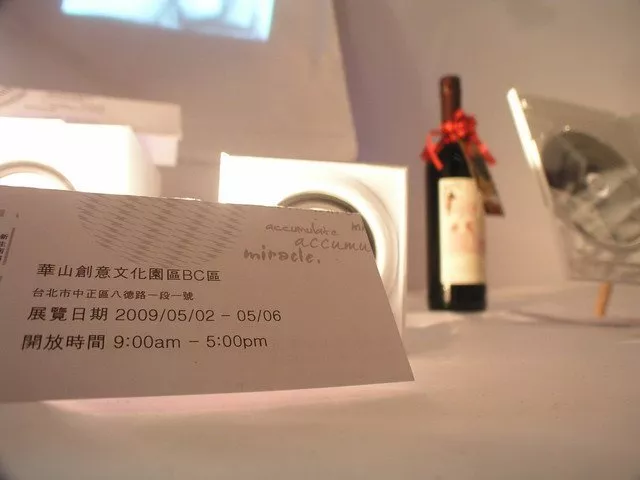 accumulate mi
accumu
miracle.
華山創意文化園區BC區
台北市中正區八德路一段一號
展覽日期 2009/05/02 - 05/06
開放時間 9:00am - 5:00pm